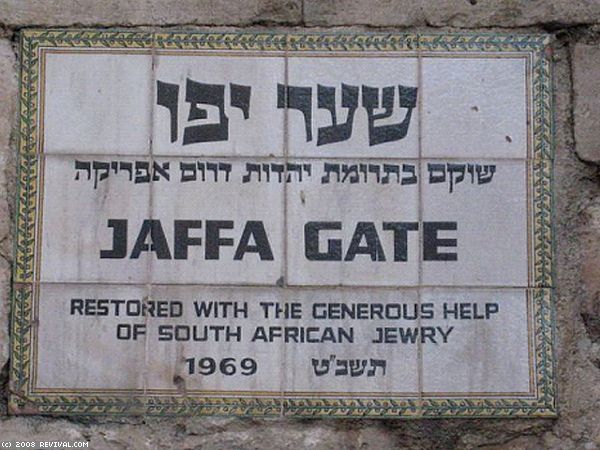 שער יפו
שוקם בתרומת יהדות דרום אפריקה
JAFFA GATE
RESTORED WITH THE GENEROUS HELP
OF SOUTH AFRICAN JEWRY
1969 תשכ"ט
(c) 2008 REVIVAL.COM